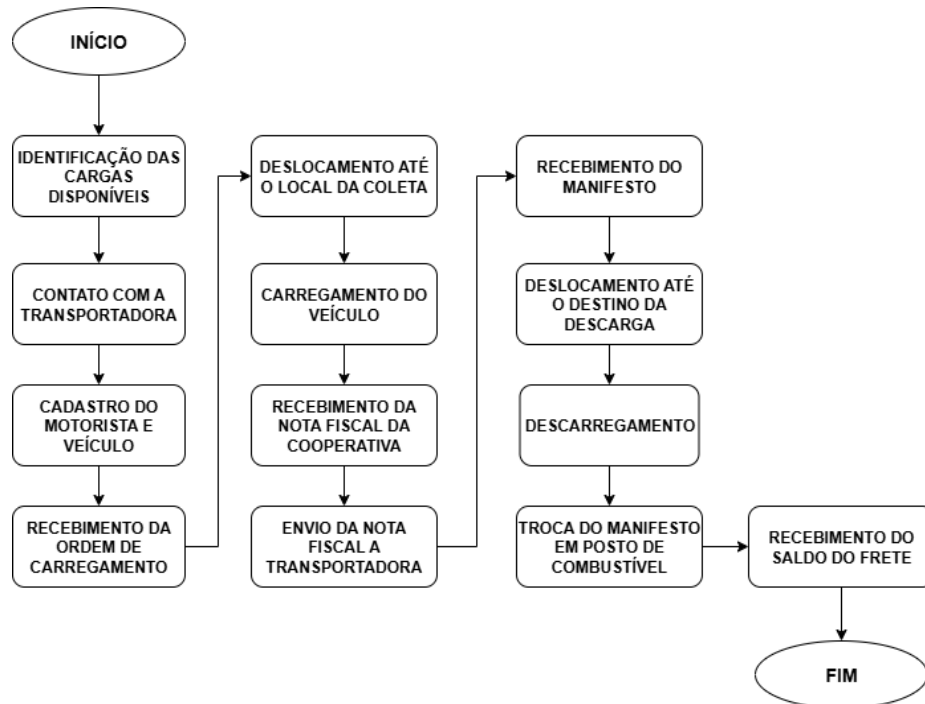 INÍCIO
IDENTIFICAÇÃO DAS
CARGAS
DISPONÍVEIS
CONTATO COM A
TRANSPORTADORA
CADASTRO DO
MOTORISTA E
VEÍCULO
RECEBIMENTO DA
ORDEM DE
CARREGAMENTO
DESLOCAMENTO ATÉ
O LOCAL DA COLETA
CARREGAMENTO DO
VEÍCULO
RECEBIMENTO DA
NOTA FISCAL DA
COOPERATIVA
ENVIO DA NOTA
FISCAL A
TRANSPORTADORA
RECEBIMENTO DO
MANIFESTO
DESLOCAMENTO ATÉ
O DESTINO DA
DESCARGA
DESCARREGAMENTO
TROCA DO MANIFESTO
EM POSTO DE
COMBUSTÍVEL
RECEBIMENTO DO
SALDO DO FRETE
FIM